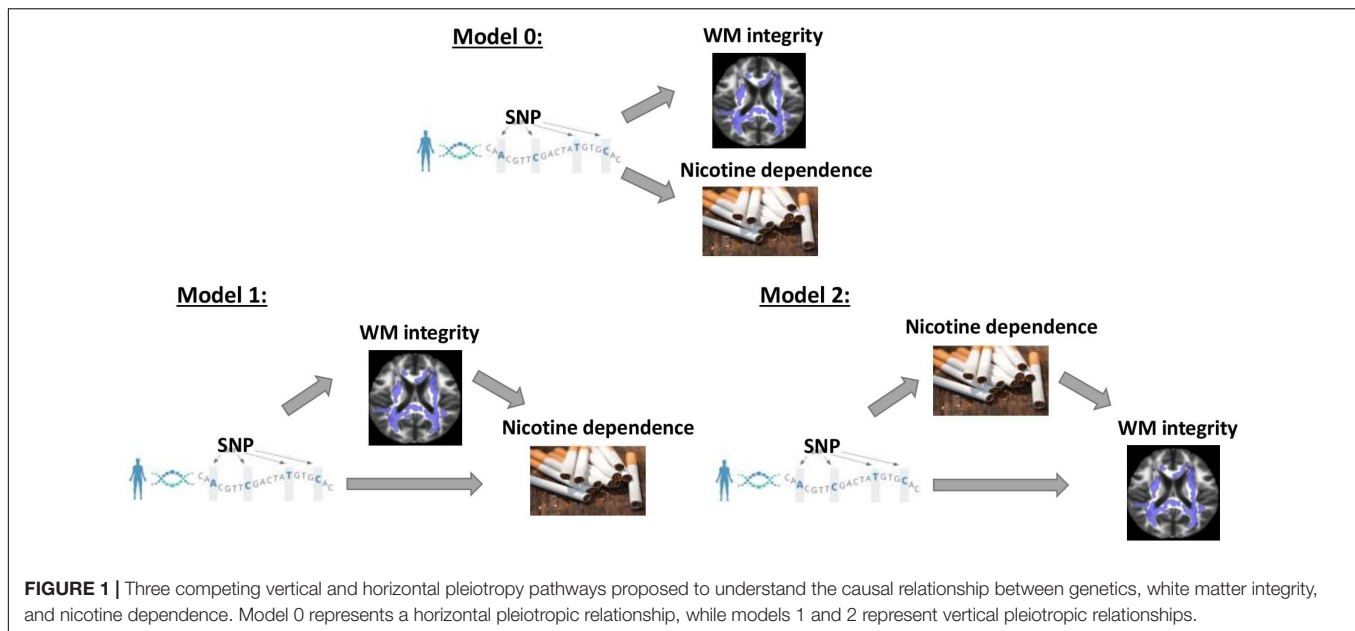 Model 0:
WM integrity
SNP
CAACGTTCGACTATGTGCAC
Nicotine dependence
Model 1:
WM integrity
SNP
CAACGTTCGACTATGTGCAC
Nicotine dependence
Model 2:
Nicotine dependence
SNP
CAACGTTCGACTATGTGCAC
WM integrity
FIGURE 1 | Three competing vertical and horizontal pleiotropy pathways proposed to understand the causal relationship between genetics, white matter integrity,
and nicotine dependence. Model 0 represents a horizontal pleiotropic relationship, while models 1 and 2 represent vertical pleiotropic relationships.